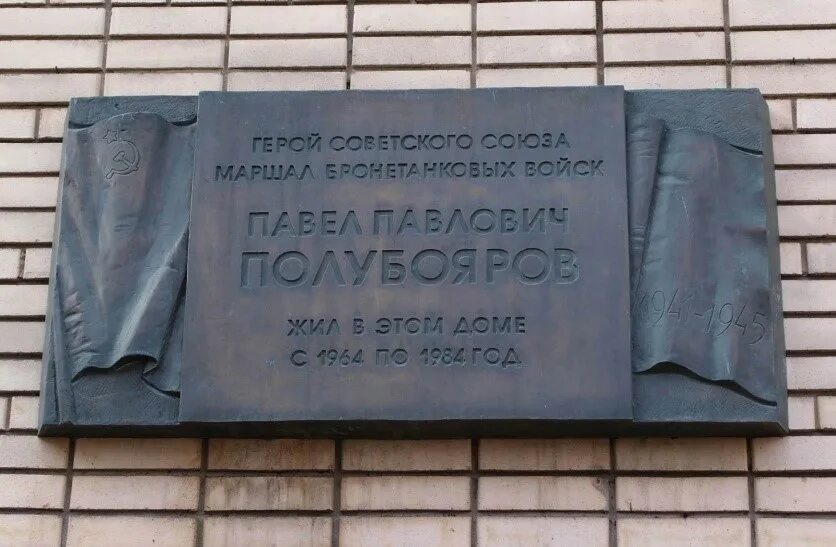 ГЕРОЙ СОВЕТСКОГО СОЮЗА
МАРШАЛ БРОНЕТАНКОВЫХ ВОЙСК
ПАВЕЛ ПАВЛОВИЧ
ПОЛУБОЯРОВ
ЖИЛ В ЭТОМ ДОМЕ
С 1964 ПО 1984 ГОД
1941-1945